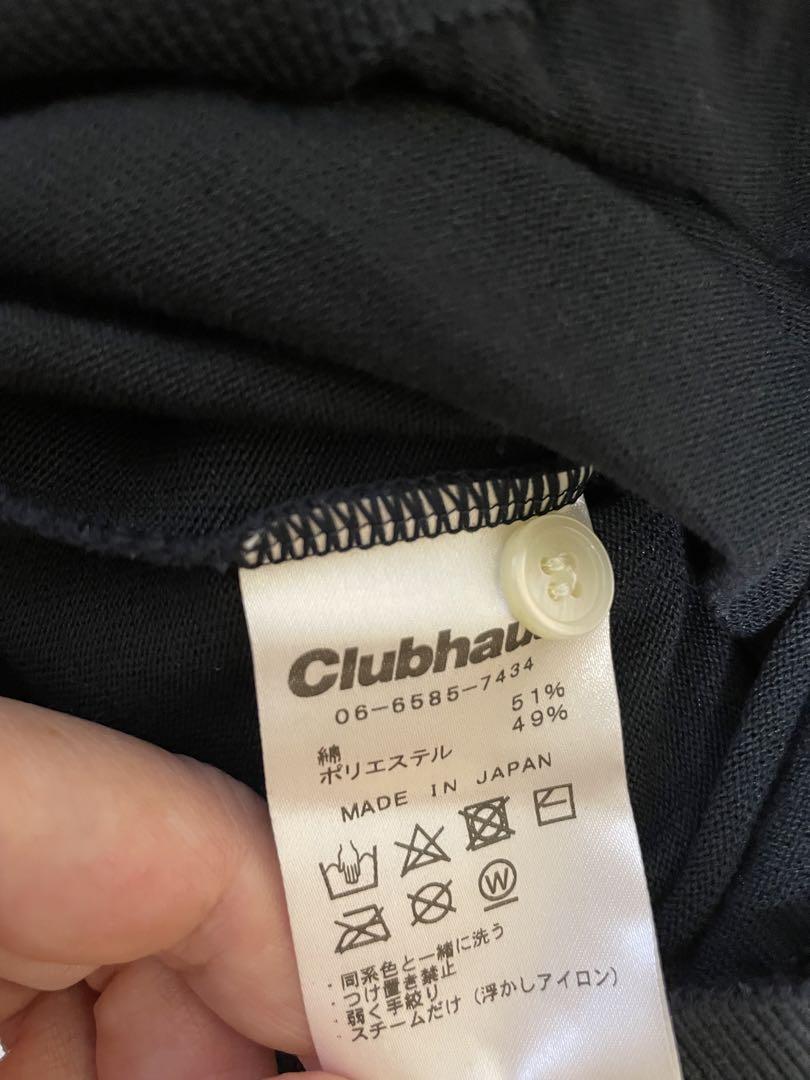 Clubhau
06-6585-7434
綿 51%
ポリエステル 49%
MADE IN JAPAN
W
・同系色と一緒に洗う
・つけ置き禁止
・弱く手絞り
・スチームだけ（浮かしアイロン）